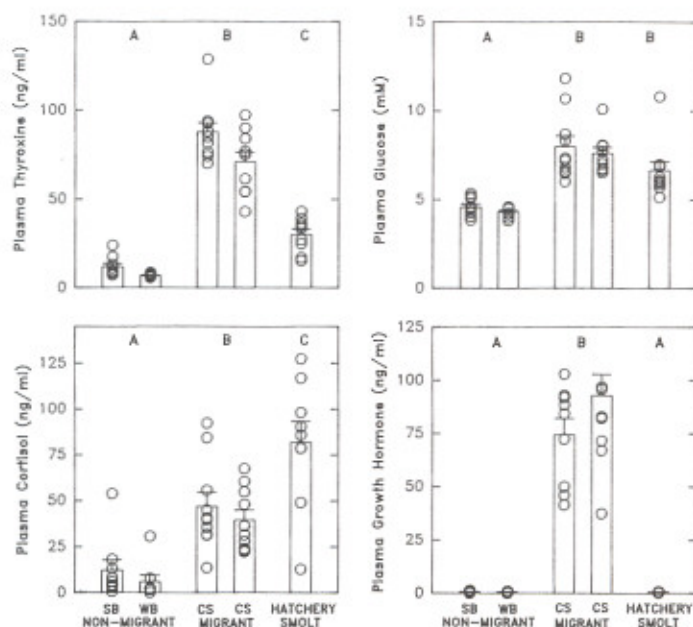 Plasma Thyroxine (ng/ml)
150
100
50
0
A
B
C
Plasma Glucose (mM)
15
10
5
0
A
B
B
Plasma Cortisol (ng/ml)
125
100
75
50
25
0
A
B
C
SB
WB
CS
CS
HATCHERY
NON-MIGRANT
MIGRANT
SMOLT
Plasma Growth Hormone (ng/ml)
125
100
75
50
25
0
A
B
A
SB
WB
CS
CS
HATCHERY
NON-MIGRANT
MIGRANT
SMOLT